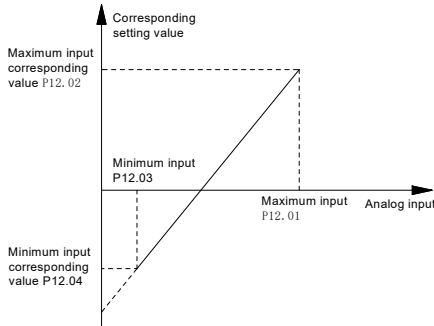 Corresponding
setting value
Maximum input
corresponding
value P12.02
Minimum input
P12.03
Maximum input
P12.01
Analog input
Minimum input
corresponding
value P12.04